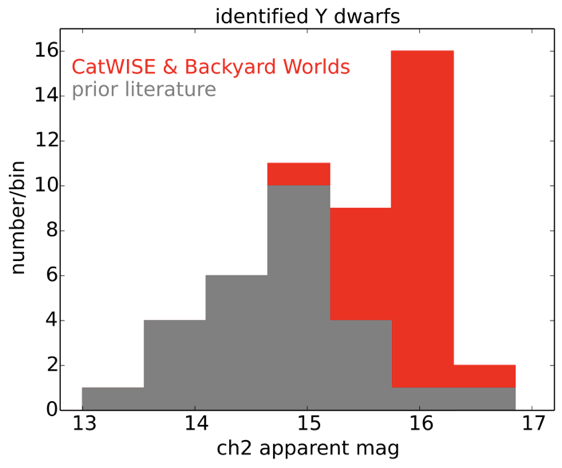 identified Y dwarfs
CatWISE & Backyard Worlds
prior literature
number/bin
16
14
12
10
8
6
4
2
0
13
14
15
16
17
ch2 apparent mag